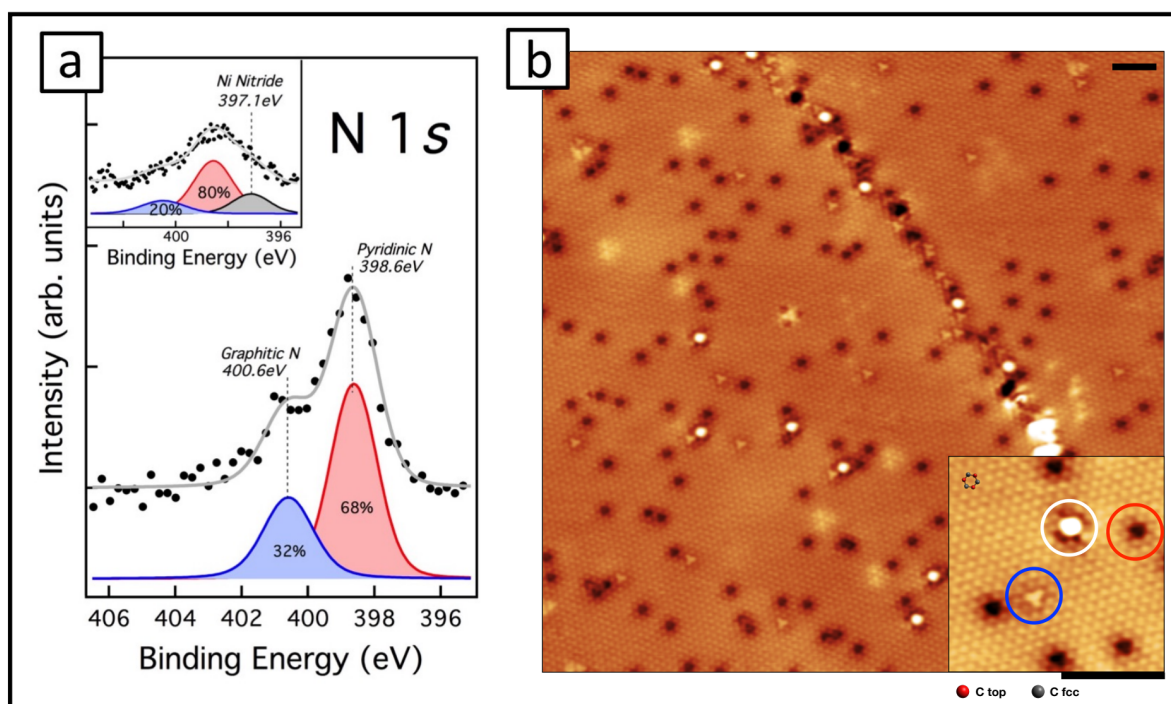 a
Ni Nitride
397.1eV
N 1s
80%
20%
400
396
Binding Energy (eV)
Pyridinic N
398.6eV
Graphitic N
400.6eV
Intensity (arb. units)
68%
32%
406
404
402
400
398
396
Binding Energy (eV)
b
C top
C fcc